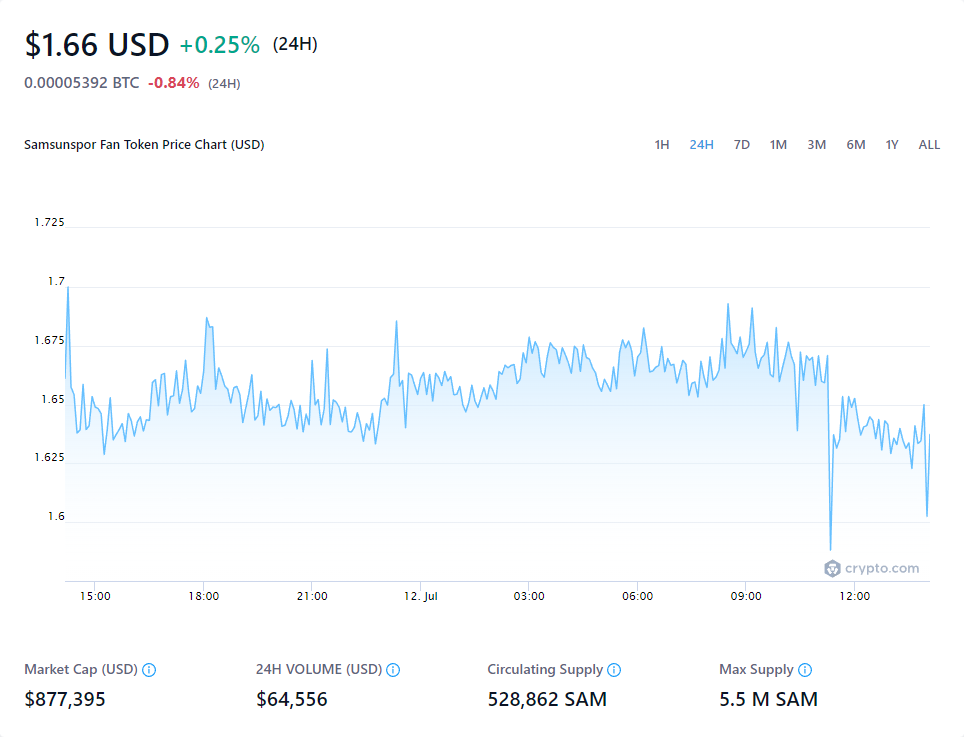 $1.66 USD +0.25% (24H)
0.00005392 BTC -0.84% (24H)
Samsunspor Fan Token Price Chart (USD) 1H 24H 7D 1M 3M 6M 1Y ALL
1.725
1.7
1.675
1.65
1.625
1.6
crypto.com
15:00 18:00 21:00 12. Jul 03:00 06:00 09:00 12:00
Market Cap (USD) 24H VOLUME (USD) Circulating Supply Max Supply
$877,395 $64,556 528,862 SAM 5.5 M SAM